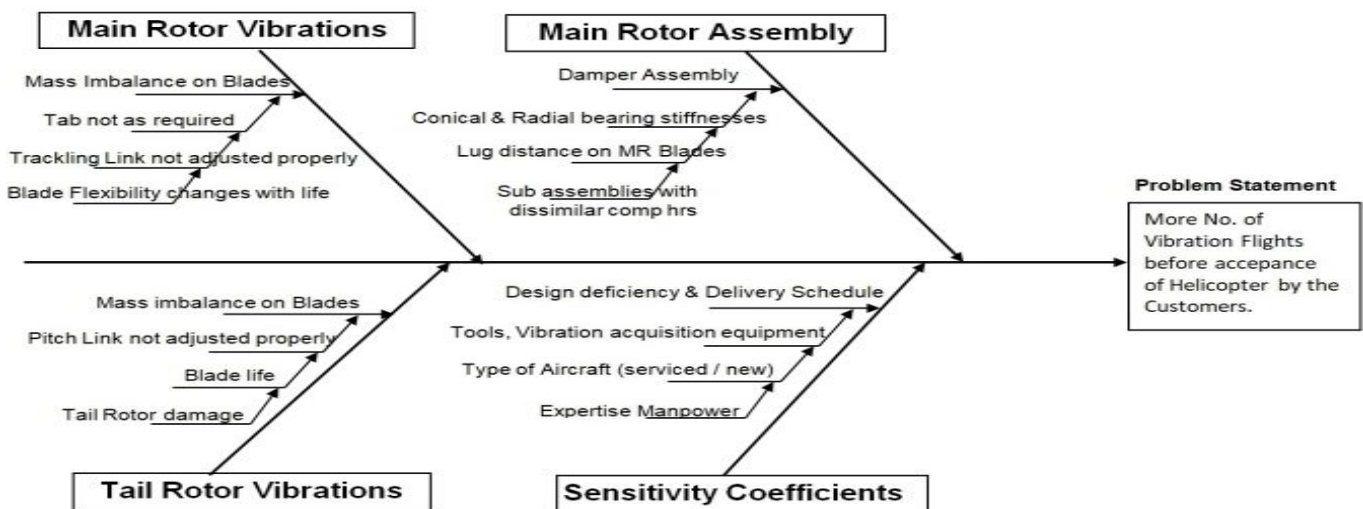 Main Rotor Vibrations
Mass Imbalance on Blades
Tab not as required
Trackling Link not adjusted properly
Blade Flexibility changes with life
Main Rotor Assembly
Damper Assembly
Conical & Radial bearing stiffnesses
Lug distance on MR Blades
Sub assemblies with
dissimilar comp hrs
Problem Statement
More No. of
Vibration Flights
before accepance
of Helicopter by the
Customers.
Mass imbalance on Blades
Pitch Link not adjusted properly
Blade life
Tail Rotor damage
Tail Rotor Vibrations
Design deficiency & Delivery Schedule
Tools, Vibration acquisition equipment
Type of Aircraft (serviced / new)
Expertise Manpower
Sensitivity Coefficients